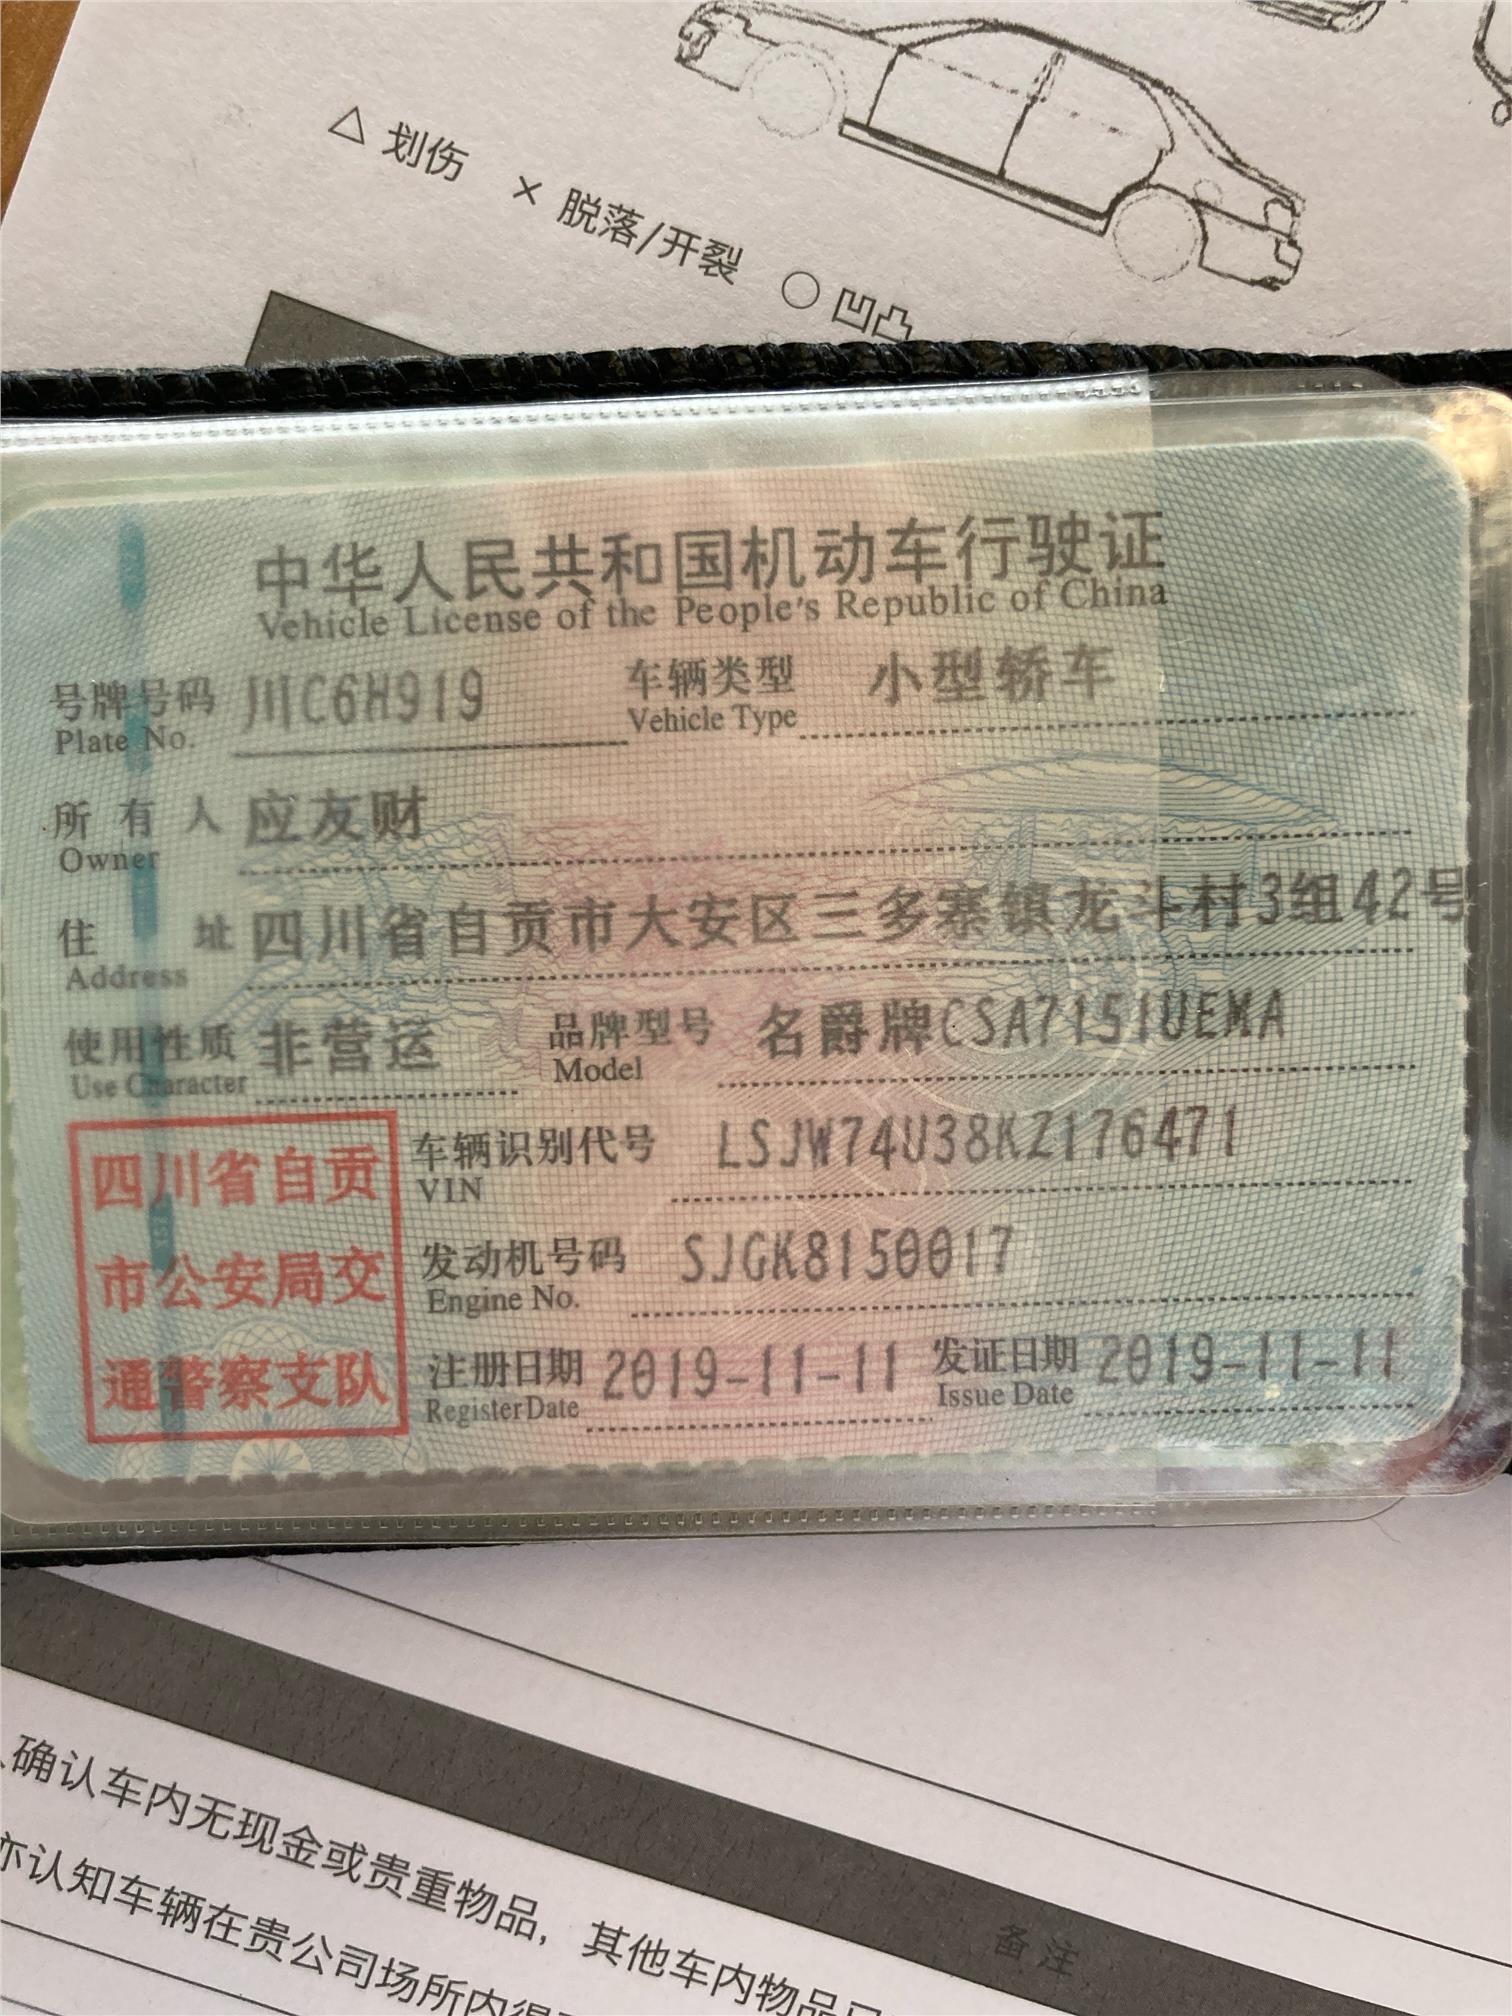 △ 划伤 × 脱落/开裂 ○ 凹凸
中华人民共和国机动车行驶证
Vehicle License of the People's Republic of China
号牌号码 川C6H919 车辆类型 小型轿车
Plate No. Vehicle Type
所有人 应友财
Owner
住址 四川省自贡市大安区三多寨镇龙斗村3组42号
Address
使用性质 非营运 品牌型号 名爵牌CSA7151UEMA
Use Character Model
四川省自贡
市公安局交
通警察支队
车辆识别代号 LSJW74U38KZ176471
VIN
发动机号码 SJGK8150017
Engine No.
注册日期 2019-11-11 发证日期 2019-11-11
Register Date Issue Date
确认车内无现金或贵重物品，其他车内物品
亦认知车辆在贵公司场所内
备注